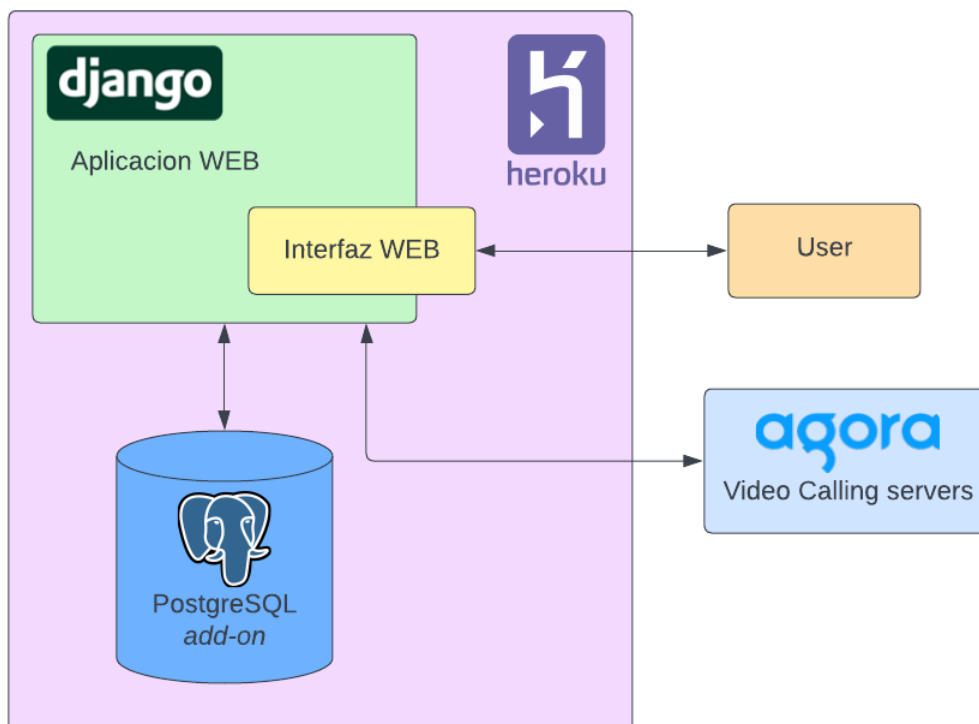 django
Aplicacion WEB
heroku
Interfaz WEB
User
agora
Video Calling servers
PostgreSQL
add-on